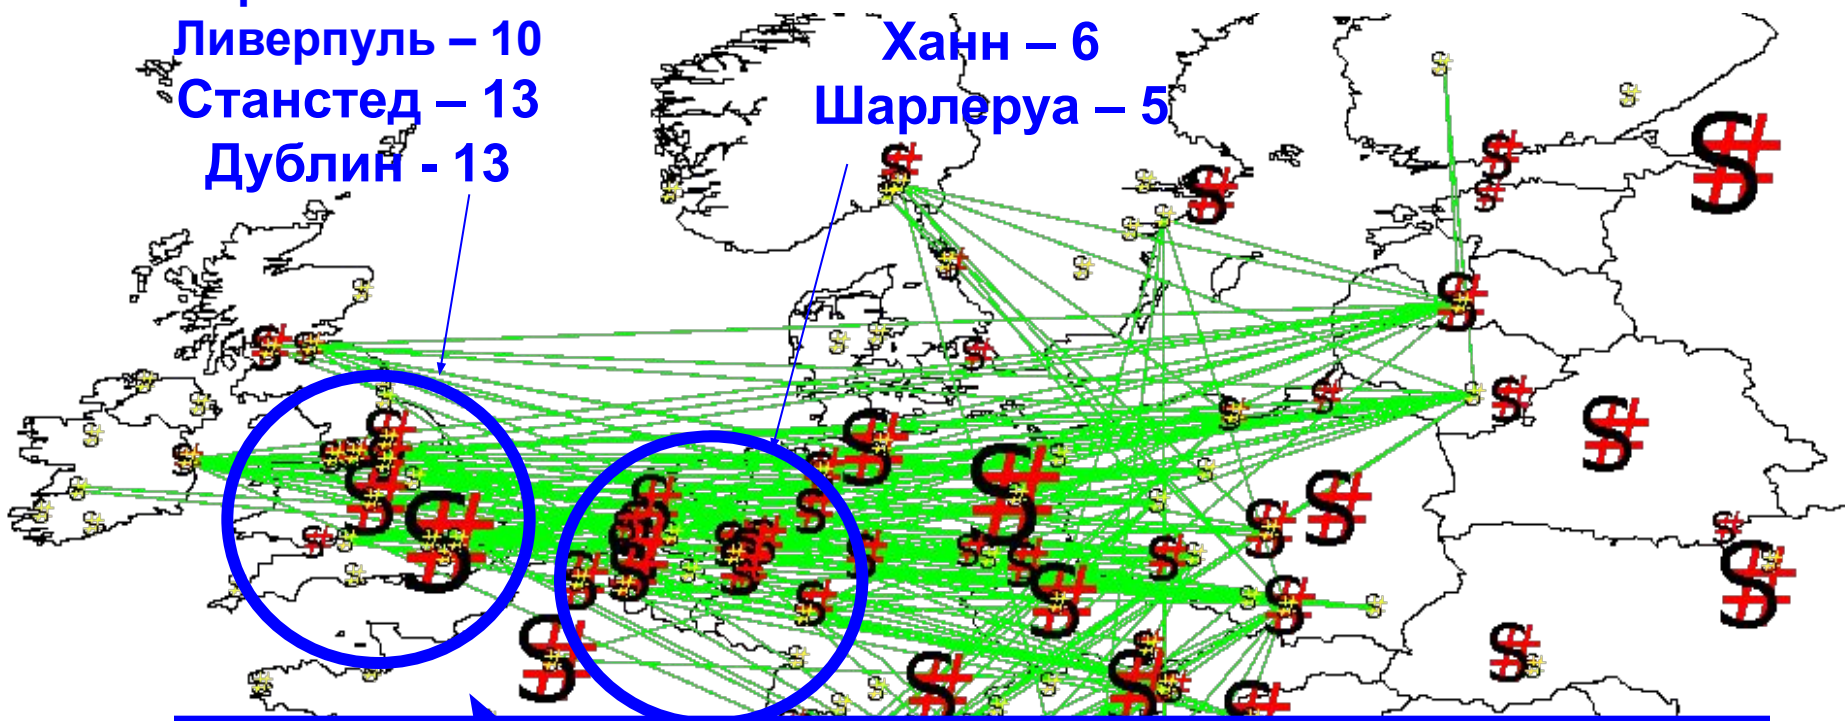 Ливерпуль – 10
Станстед – 13
Дублин - 13
Ханн – 6
Шарлеруа – 5